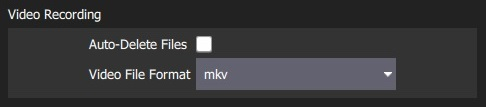 Video Recording
Auto-Delete Files
Video File Format mkv